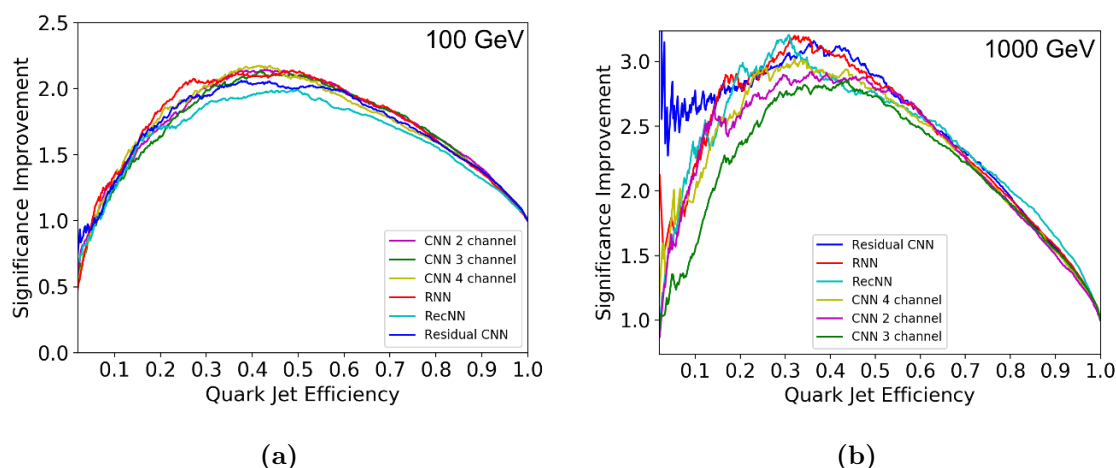 100 GeV
Significance Improvement
2.5
2.0
1.5
1.0
0.5
0.0
CNN 2 channel
CNN 3 channel
CNN 4 channel
RNN
RecNN
Residual CNN
0.1 0.2 0.3 0.4 0.5 0.6 0.7 0.8 0.9 1.0
Quark Jet Efficiency
(a)
1000 GeV
Significance Improvement
3.0
2.5
2.0
1.5
1.0
Residual CNN
RNN
RecNN
CNN 4 channel
CNN 2 channel
CNN 3 channel
0.1 0.2 0.3 0.4 0.5 0.6 0.7 0.8 0.9 1.0
Quark Jet Efficiency
(b)